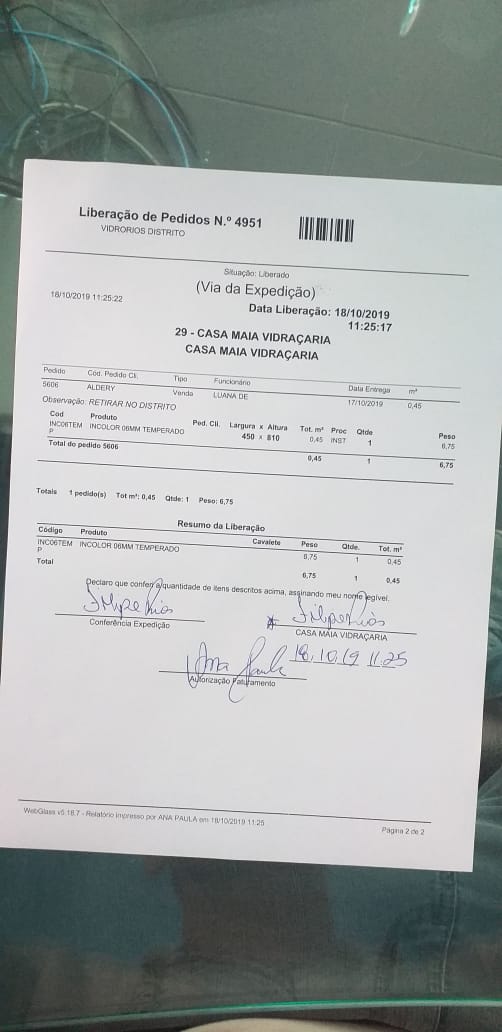 Liberação de Pedidos N.º 4951
VIDRORIOS DISTRITO
Situação: Liberado
(Via da Expedição)
18/10/2019 11:25:22
Data Liberação: 18/10/2019
11:25:17
29 - CASA MAIA VIDRAÇARIA
CASA MAIA VIDRAÇARIA
Pedido Cod. Pedido Cli. Tipo Funcionário Data Entrega m²
5606 ALDERY Venda LUANA DE 17/10/2019 0,45
Observação: RETIRAR NO DISTRITO
Cod Produto Ped. Cli. Largura x Altura Tot. m² Proc Qtde Peso
INC06TEM INCOLOR 06MM TEMPERADO 450 x 810 0,45 INST 1 6,75
P
Total do pedido 5606 0,45 1 6,75
Totais 1 pedido(s) Tot m²: 0,45 Qtde: 1 Peso: 6,75
Resumo da Liberação
Código Produto Cavalete Peso Qtde. Tot. m²
INC06TEM INCOLOR 06MM TEMPERADO 6,75 1 0,45
P
Total 6,75 1 0,45
Declaro que conferi a quantidade de itens descritos acima, assinando meu nome legível.
Conferência Expedição
CASA MAIA VIDRAÇARIA
18.10.19 11:25
Ana Paula
Autorização Faturamento
WebGlass v5.18.7 - Relatório impresso por ANA PAULA em 18/10/2019 11:25
Página 2 de 2